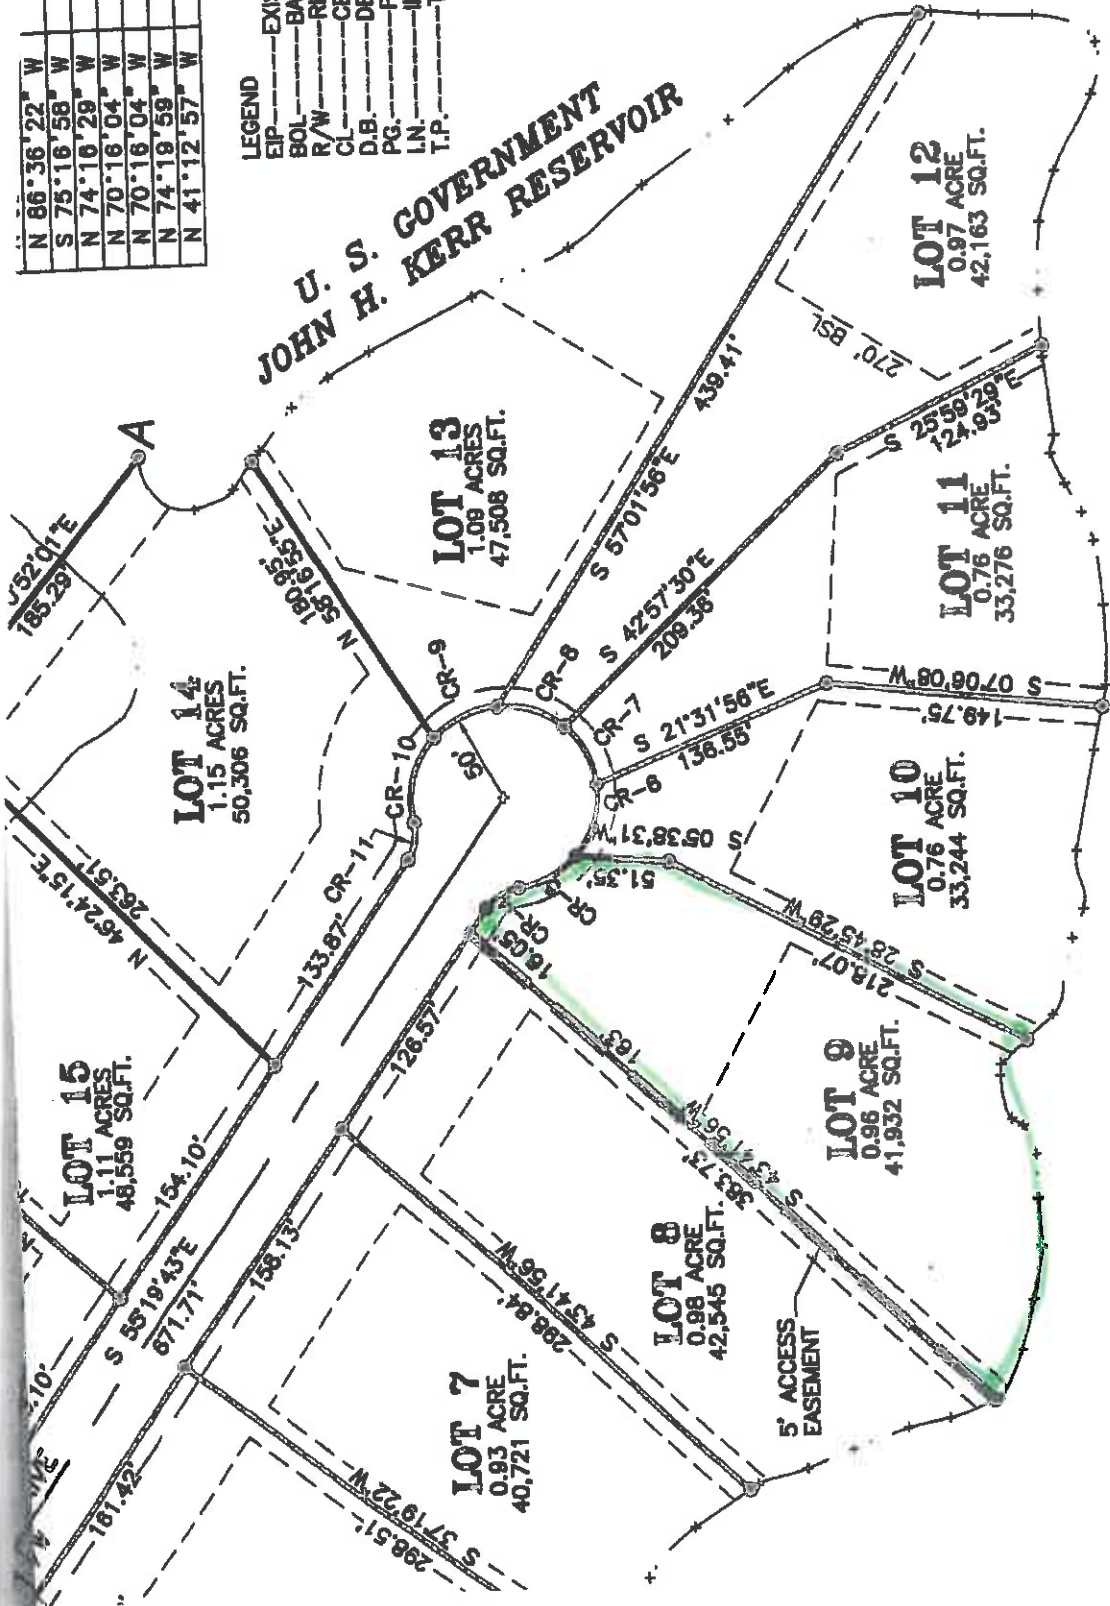 N 86°36'22" W
S 75°16'58" W
N 74°16'29" W
N 70°16'04" W
N 70°16'04" W
N 74°19'59" W
N 41°12'57" W
LEGEND
EIP
BOL
R/W
CL
D.B.
PG.
I.N.
T.P.
U. S. GOVERNMENT
JOHN H. KERR RESERVOIR
A
185.29'
LOT 14
1.15 ACRES
50,306 SQ.FT.
180.95'
N 56°16'55"E
LOT 13
1.09 ACRES
47,508 SQ.FT.
439.41'
S 57°01'56"E
LOT 12
0.97 ACRE
42,163 SQ.FT.
270' BSL
S 25°59'29"E
124.93'
LOT 11
0.76 ACRE
33,276 SQ.FT.
S 42°57'30"E
209.38'
CR-9
CR-8
CR-7
CR-6
CR-10
CR-11
50'
S 21°31'56"E
136.55'
S 07°06'08"W
149.75'
LOT 10
0.76 ACRE
33,244 SQ.FT.
S 05°38'31"W
51.35'
CR-
CR-
16.05'
S 28°45'29"W
218.07'
LOT 9
0.96 ACRE
41,932 SQ.FT.
163'
383.73'
LOT 8
0.98 ACRE
42,545 SQ.FT.
5' ACCESS
EASEMENT
N 46°24'15"E
263.51'
133.87'
126.57'
LOT 15
1.11 ACRES
48,559 SQ.FT.
154.10'
S 55°19'43"E
671.71'
158.13'
S 43°41'56"W
298.84'
LOT 7
0.93 ACRE
40,721 SQ.FT.
161.42'
S 37°19'22"W
298.51'